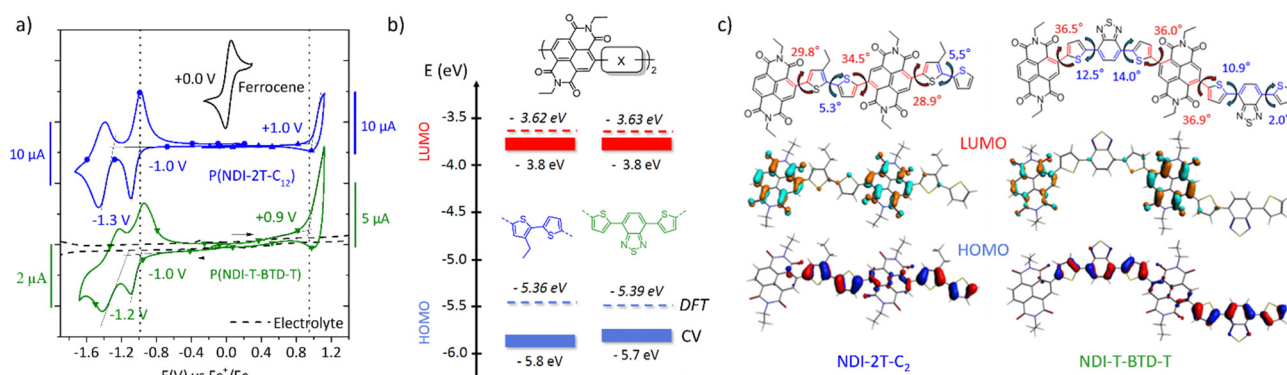 a)
+0.0 V
Ferrocene
+1.0 V
10 µA
10 µA
-1.0 V
P(NDI-2T-C12)
-1.3 V
+0.9 V
5 µA
2 µA
-1.0 V
P(NDI-T-BTD-T)
-1.2 V
Electrolyte
-1.6 -1.2 -0.8 -0.4 0.0 0.4 0.8 1.2
b)
O N O
X
2
O N O
E (eV)
-3.5
-4.0
-4.5
-5.0
-5.5
-6.0
LUMO
HOMO
- 3.62 eV - 3.63 eV
- 3.8 eV - 3.8 eV
S S
S S
N N
S
- 5.36 eV - 5.39 eV
DFT
CV
- 5.8 eV - 5.7 eV
c)
29.8° 34.5° 5,5°
5.3° 28.9°
36.5° 36.0°
12.5° 14.0° 10.9°
36.9° 2.0°
LUMO
HOMO
NDI-2T-C2
NDI-T-BTD-T